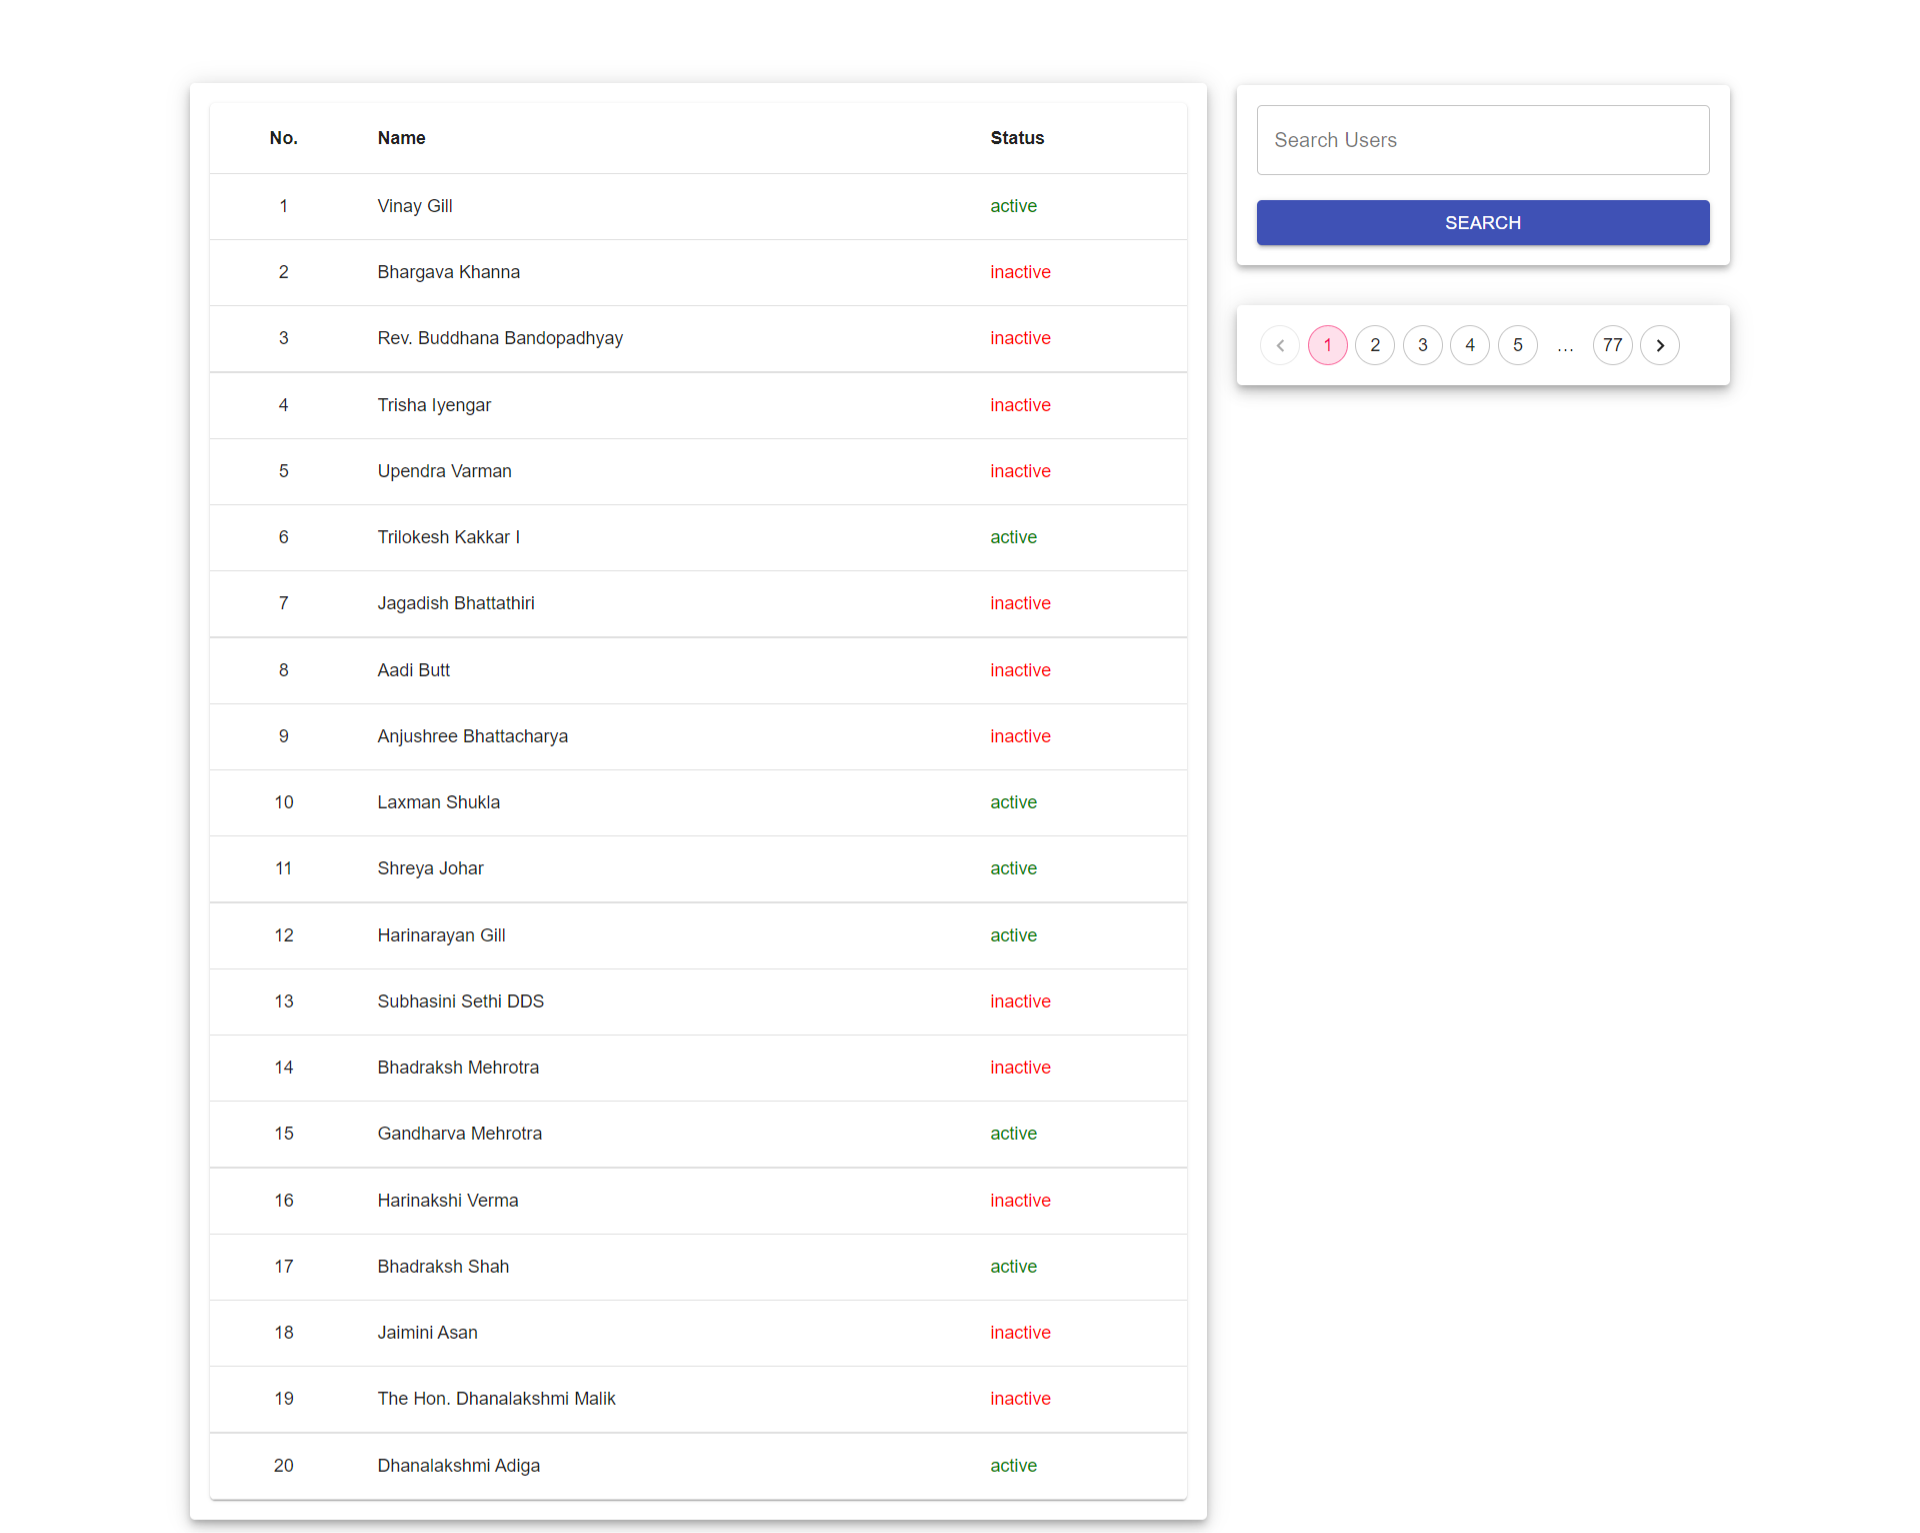 No. Name Status
1 Vinay Gill active
2 Bhargava Khanna inactive
3 Rev. Buddhana Bandopadhyay inactive
4 Trisha Iyengar inactive
5 Upendra Varman inactive
6 Trilokesh Kakkar I active
7 Jagadish Bhattathiri inactive
8 Aadi Butt inactive
9 Anjushree Bhattacharya inactive
10 Laxman Shukla active
11 Shreya Johar active
12 Harinarayan Gill active
13 Subhasini Sethi DDS inactive
14 Bhadraksh Mehrotra inactive
15 Gandharva Mehrotra active
16 Harinakshi Verma inactive
17 Bhadraksh Shah active
18 Jaimini Asan inactive
19 The Hon. Dhanalakshmi Malik inactive
20 Dhanalakshmi Adiga active
Search Users
SEARCH
1 2 3 4 5 ... 77